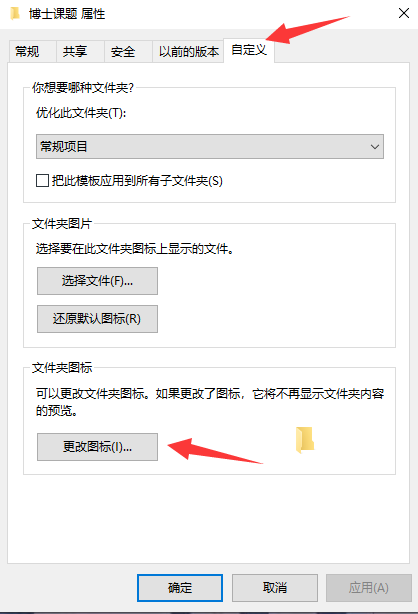 博士课题 属性
常规 共享 安全 以前的版本 自定义
你想要哪种文件夹?
优化此文件夹(T):
常规项目
把此模板应用到所有子文件夹(S)
文件夹图片
选择要在此文件夹图标上显示的文件。
选择文件(F)...
还原默认图标(R)
文件夹图标
可以更改文件夹图标。如果更改了图标，它将不再显示文件夹内容
的预览。
更改图标(I)...
确定 取消 应用(A)